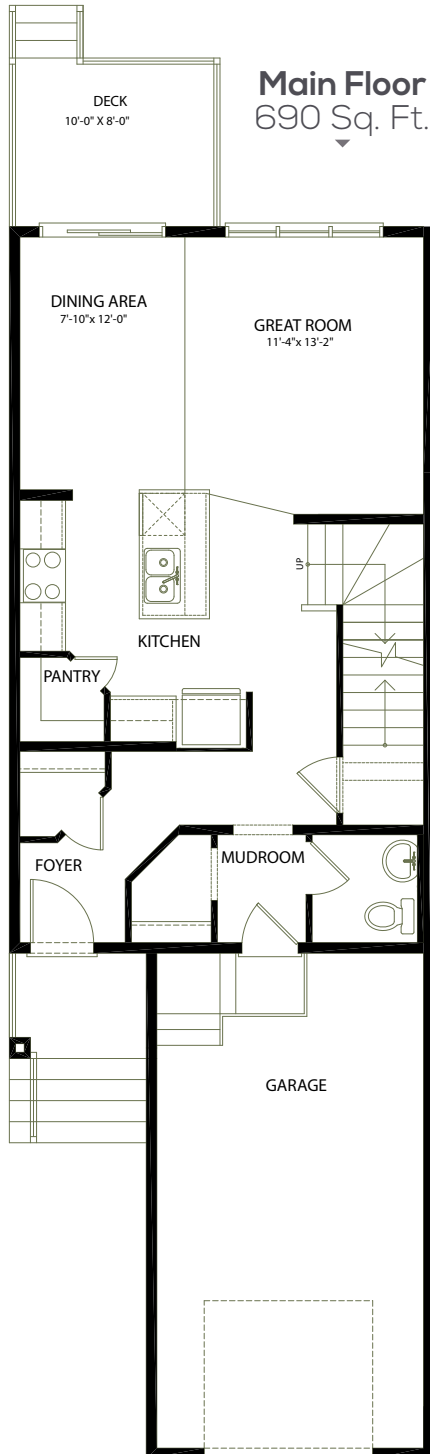 Main Floor
690 Sq. Ft.
DECK
10'-0" X 8'-0"
DINING AREA
7'-10"x 12'-0"
GREAT ROOM
11'-4"x 13'-2"
UP
KITCHEN
PANTRY
FOYER
MUDROOM
GARAGE